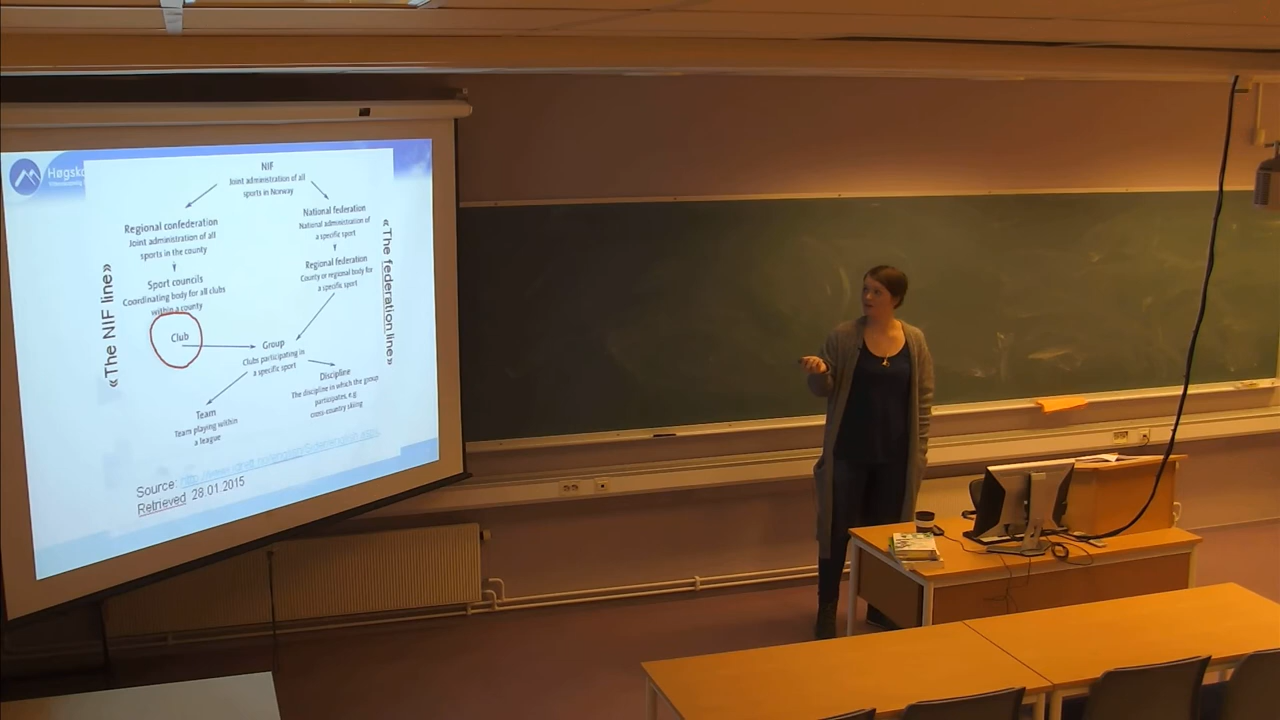 Høgsko
NIF
Joint administration of all
sports in Norway
Regional confederation
Joint administration of all
sports in the county
National federation
National administration of
a specific sport
Sport councils
Coordinating body for all clubs
within a county
Regional federation
County or regional body for
a specific sport
«The NIF line»
«The federation line»
Club
Group
Clubs participating in
a specific sport
Team
Team playing within
a league
Discipline
The discipline in which the group
participates, e.g.
cross-country skiing
Source:
Retrieved 28.01.2015